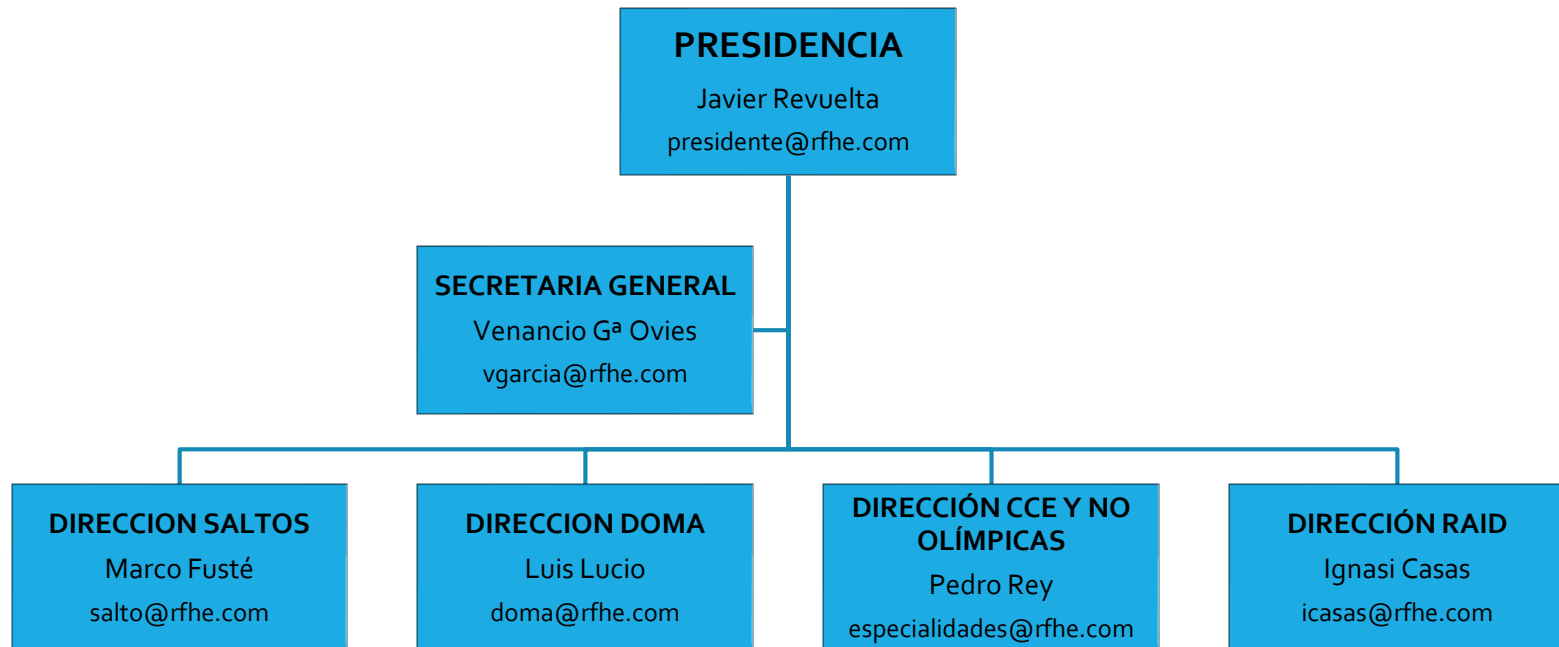 PRESIDENCIA
Javier Revuelta
presidente@rfhe.com
SECRETARIA GENERAL
Venancio Gª Ovies
vgarcia@rfhe.com
DIRECCION SALTOS
Marco Fusté
salto@rfhe.com
DIRECCION DOMA
Luis Lucio
doma@rfhe.com
DIRECCIÓN CCE Y NO
OLÍMPICAS
Pedro Rey
especialidades@rfhe.com
DIRECCIÓN RAID
Ignasi Casas
icasas@rfhe.com